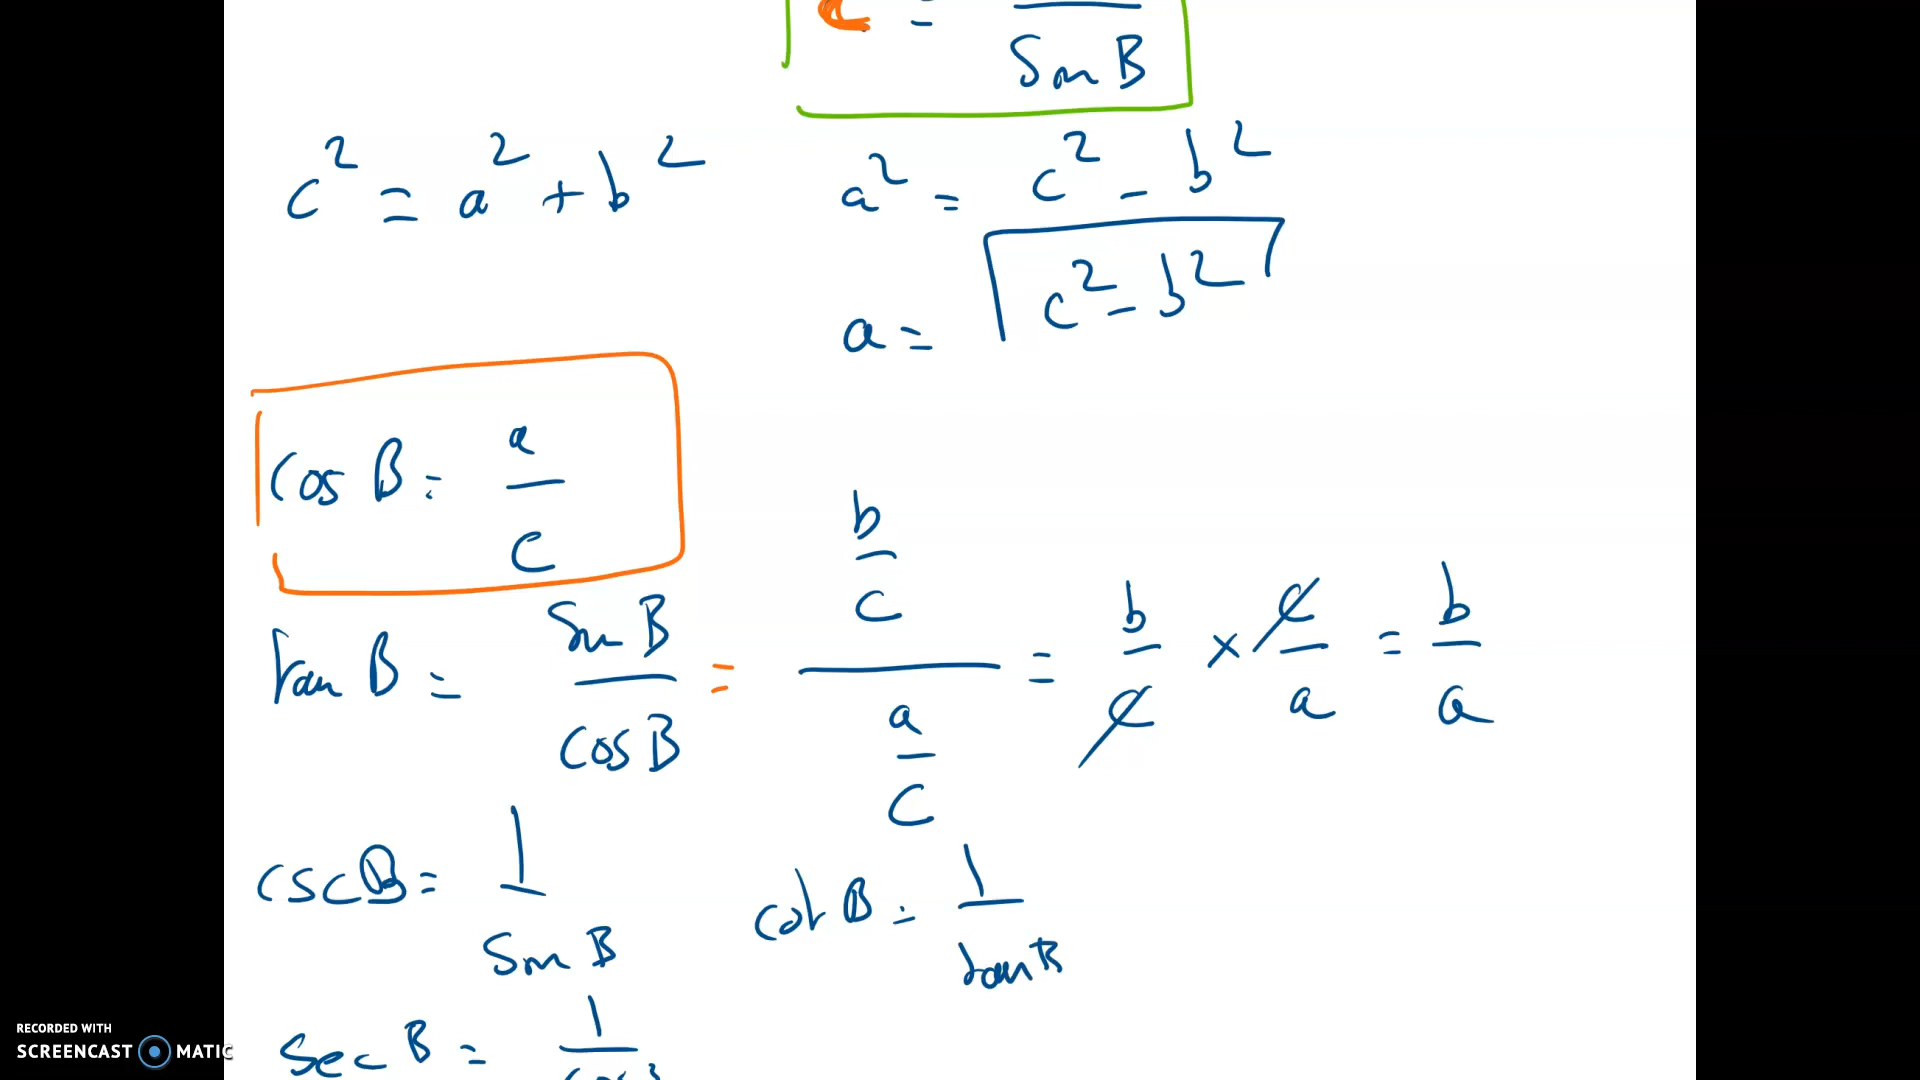 c = —
Sin B
c² = a² + b²
a² = c² - b²
a = √(c² - b²)
Cos B = a/c
tan B = Sin B / Cos B = (b/c) / (a/c) = b/c × c/a = b/a
csc B = 1 / Sin B
cot B = 1 / tan B
Sec B = 1 / cos B
RECORDED WITH
SCREENCAST MATIC